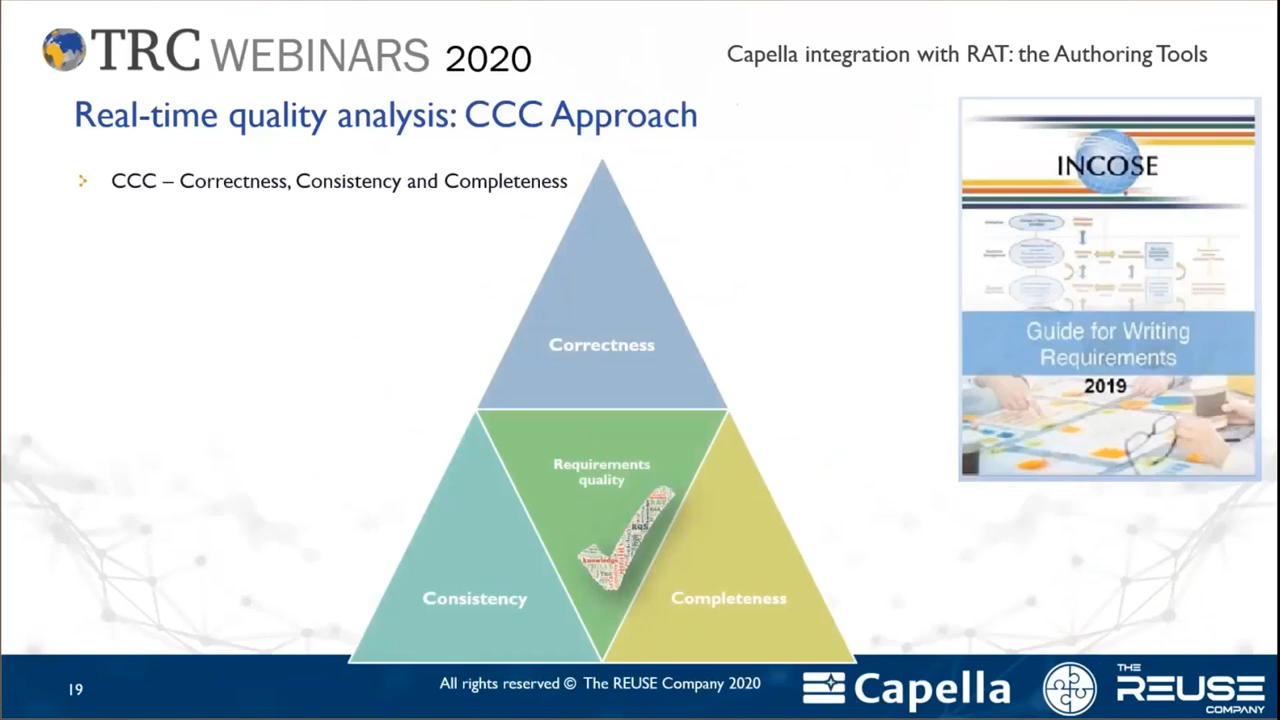 TRC WEBINARS 2020
Capella integration with RAT: the Authoring Tools
Real-time quality analysis: CCC Approach
CCC – Correctness, Consistency and Completeness
INCOSE
Guide for Writing
Requirements
2019
Correctness
Requirements
quality
RQS
knowledge
Consistency
Completeness
19
All rights reserved © The REUSE Company 2020
Capella
THE
REUSE
COMPANY